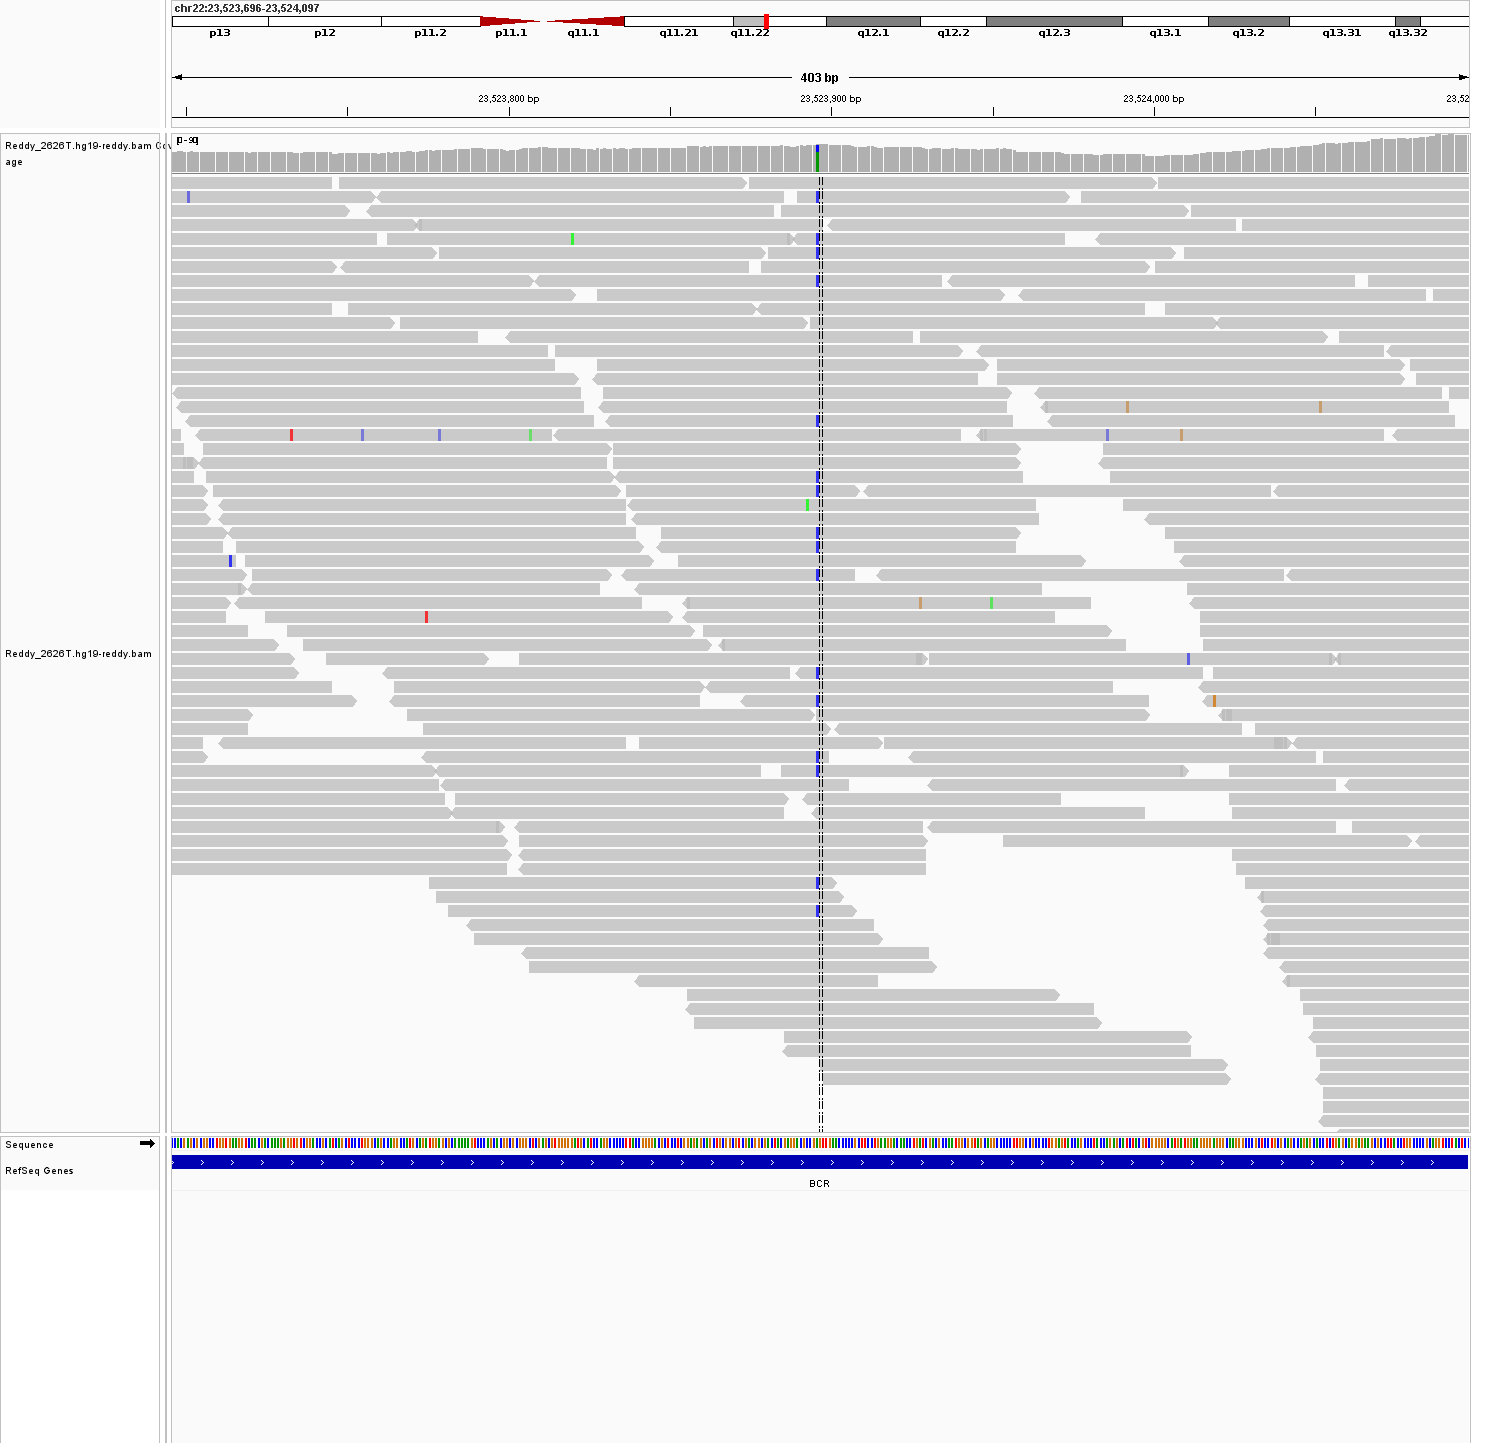 chr22:23,523,696-23,524,097
p13 p12 p11.2 p11.1 q11.1 q11.21 q11.22 q12.1 q12.2 q12.3 q13.1 q13.2 q13.31 q13.32
403 bp
23,523,800 bp 23,523,900 bp 23,524,000 bp 23,52
Reddy_2626T.hg19-reddy.bam Cov
age
[0-90]
Reddy_2626T.hg19-reddy.bam
Sequence
RefSeq Genes
BCR